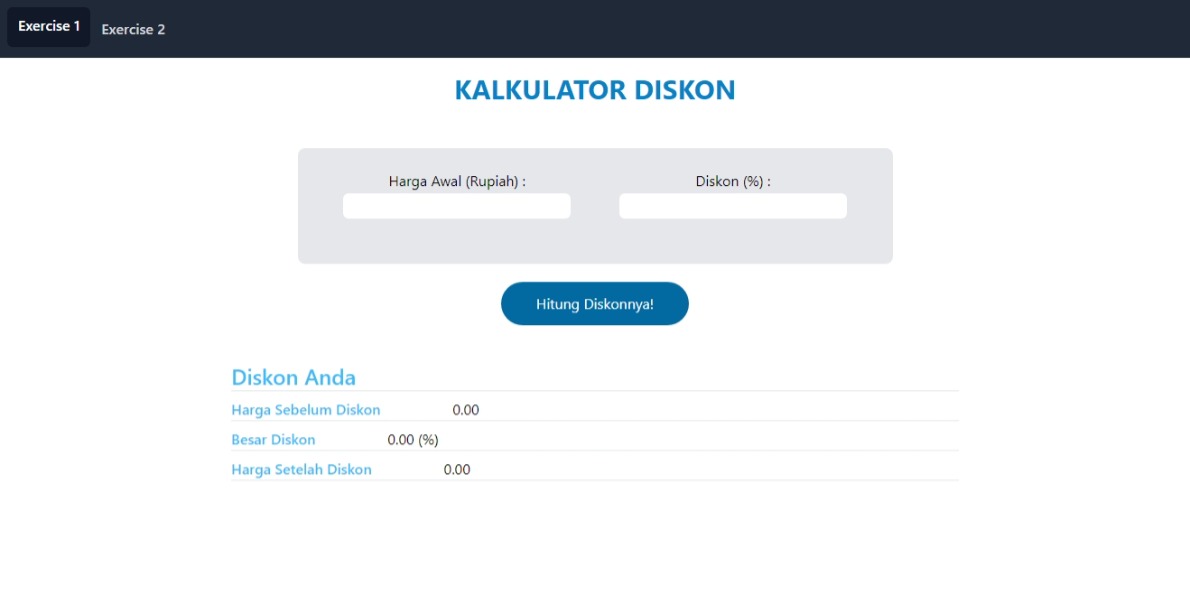 Exercise 1 Exercise 2
KALKULATOR DISKON
Harga Awal (Rupiah) : Diskon (%) :
Hitung Diskonnya!
Diskon Anda
Harga Sebelum Diskon 0.00
Besar Diskon 0.00 (%)
Harga Setelah Diskon 0.00